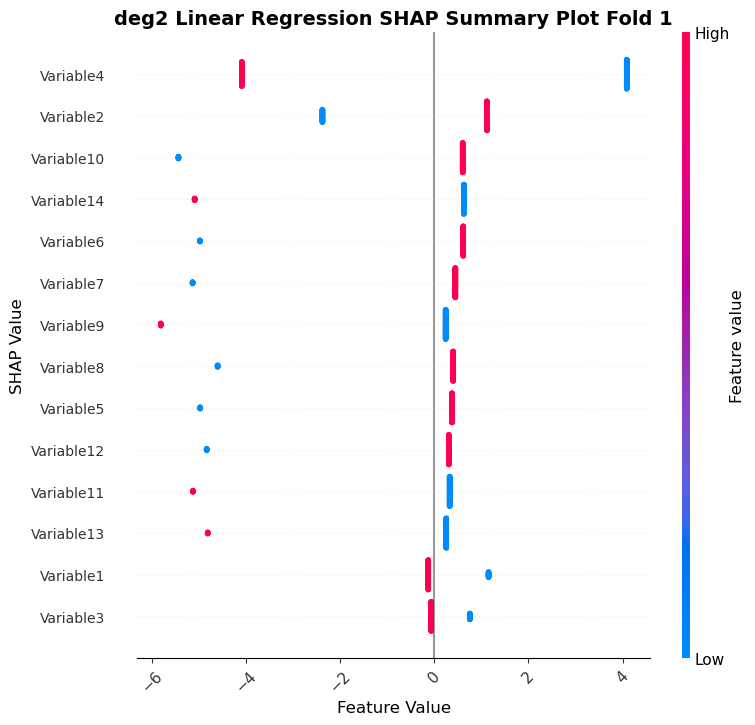 deg2 Linear Regression SHAP Summary Plot Fold 1
High
Variable4
Variable2
Variable10
Variable14
Variable6
Variable7
Variable9
Variable8
Variable5
Variable12
Variable11
Variable13
Variable1
Variable3
SHAP Value
Feature value
Low
−6 −4 −2 0 2 4
Feature Value